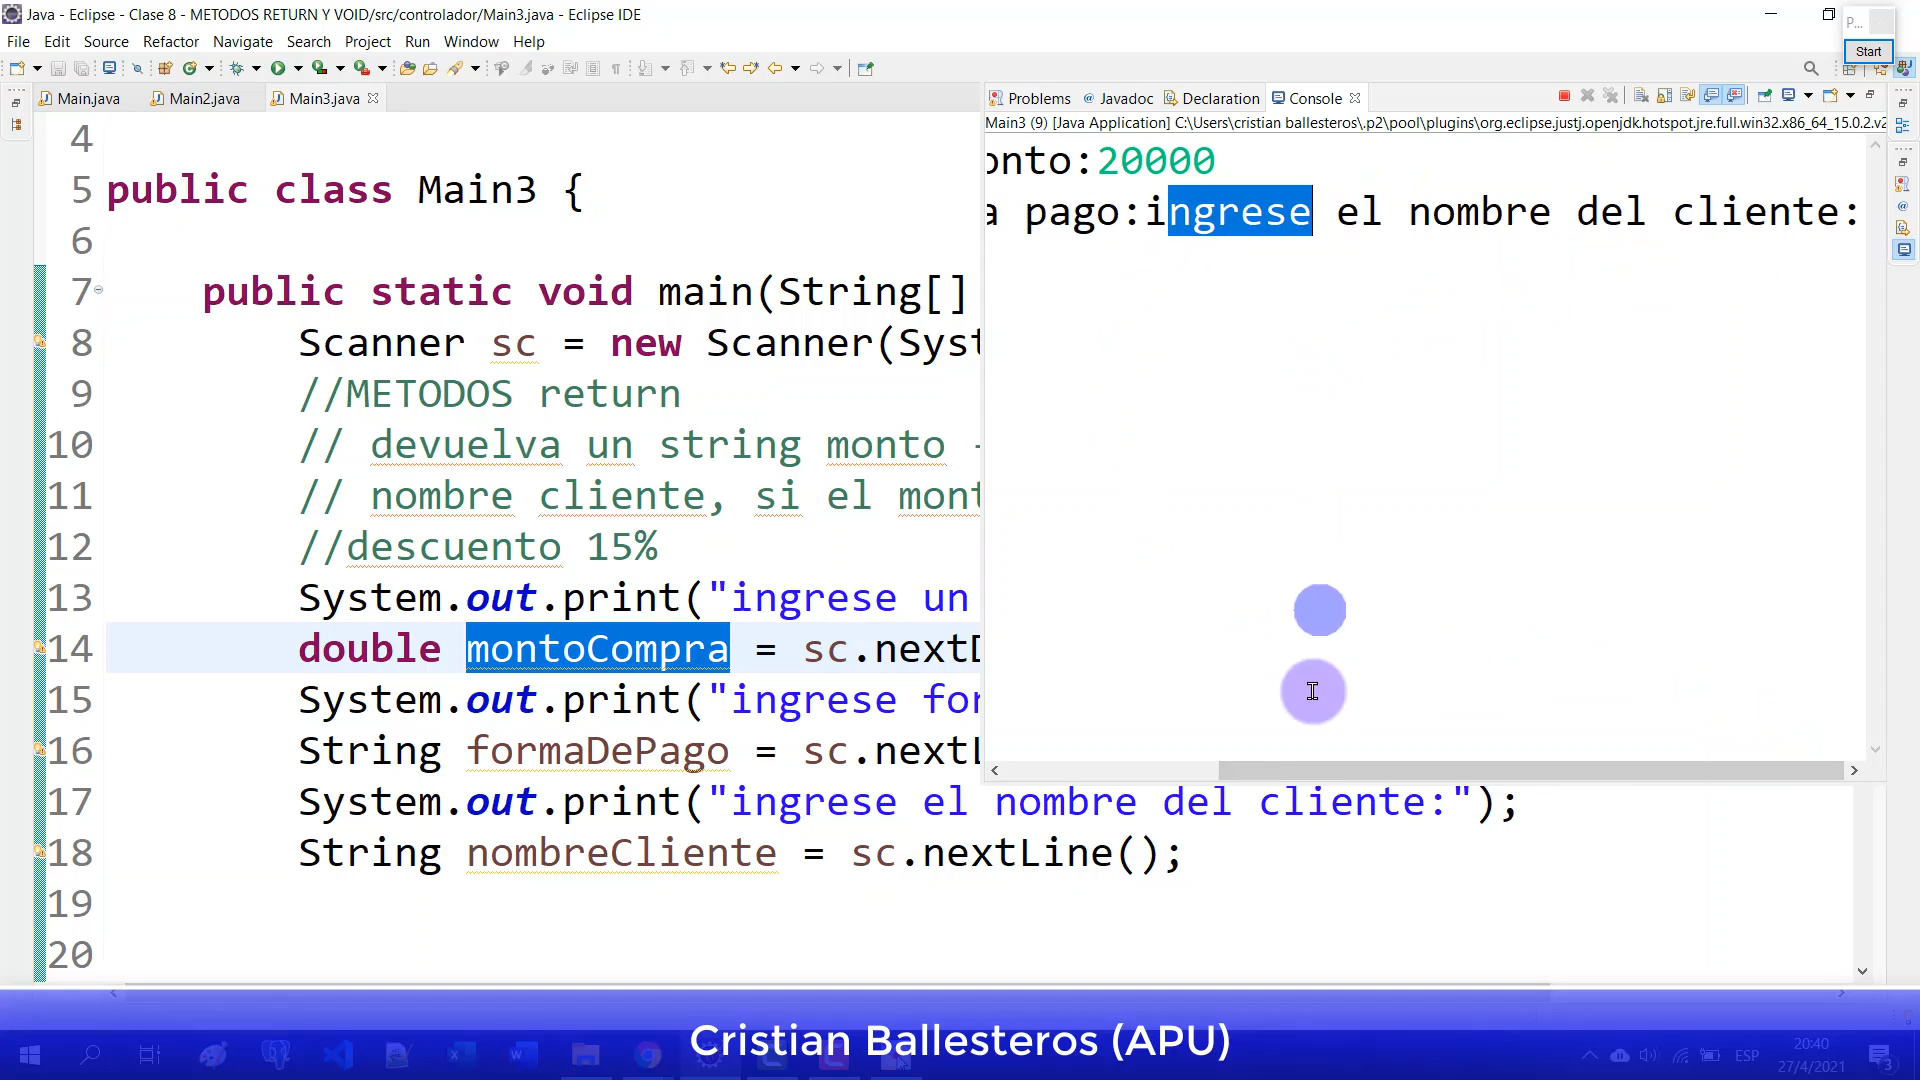 Java - Eclipse - Clase 8 - METODOS RETURN Y VOID/src/controlador/Main3.java - Eclipse IDE
P...
File Edit Source Refactor Navigate Search Project Run Window Help
Start
Main.java Main2.java Main3.java
Problems @ Javadoc Declaration Console
Main3 (9) [Java Application] C:\Users\cristian ballesteros\.p2\pool\plugins\org.eclipse.justj.openjdk.hotspot.jre.full.win32.x86_64_15.0.2.v2
onto:20000
a pago:ingrese el nombre del cliente:
4
5 public class Main3 {
6
7 public static void main(String[]
8 Scanner sc = new Scanner(Syst
9 //METODOS return
10 // devuelva un string monto -
11 // nombre cliente, si el mont
12 //descuento 15%
13 System.out.print("ingrese un
14 double montoCompra = sc.nextD
15 System.out.print("ingrese for
16 String formaDePago = sc.nextL
17 System.out.print("ingrese el nombre del cliente:");
18 String nombreCliente = sc.nextLine();
19
20
Cristian Ballesteros (APU)
ESP
20:40
27/4/2021
3